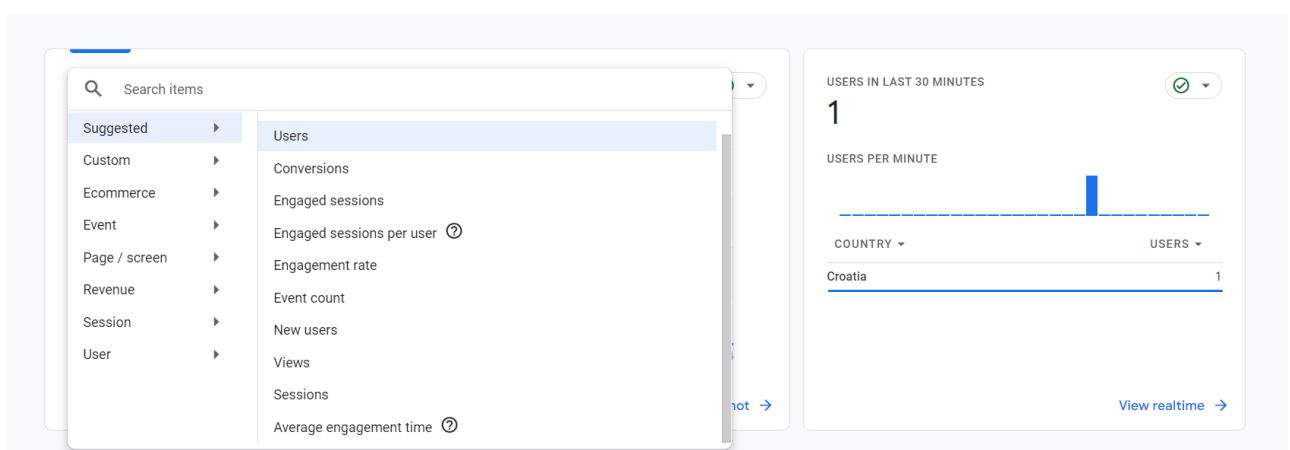 Search items
Suggested
Custom
Ecommerce
Event
Page / screen
Revenue
Session
User
Users
Conversions
Engaged sessions
Engaged sessions per user
Engagement rate
Event count
New users
Views
Sessions
Average engagement time
USERS IN LAST 30 MINUTES
1
USERS PER MINUTE
COUNTRY USERS
Croatia 1
View realtime